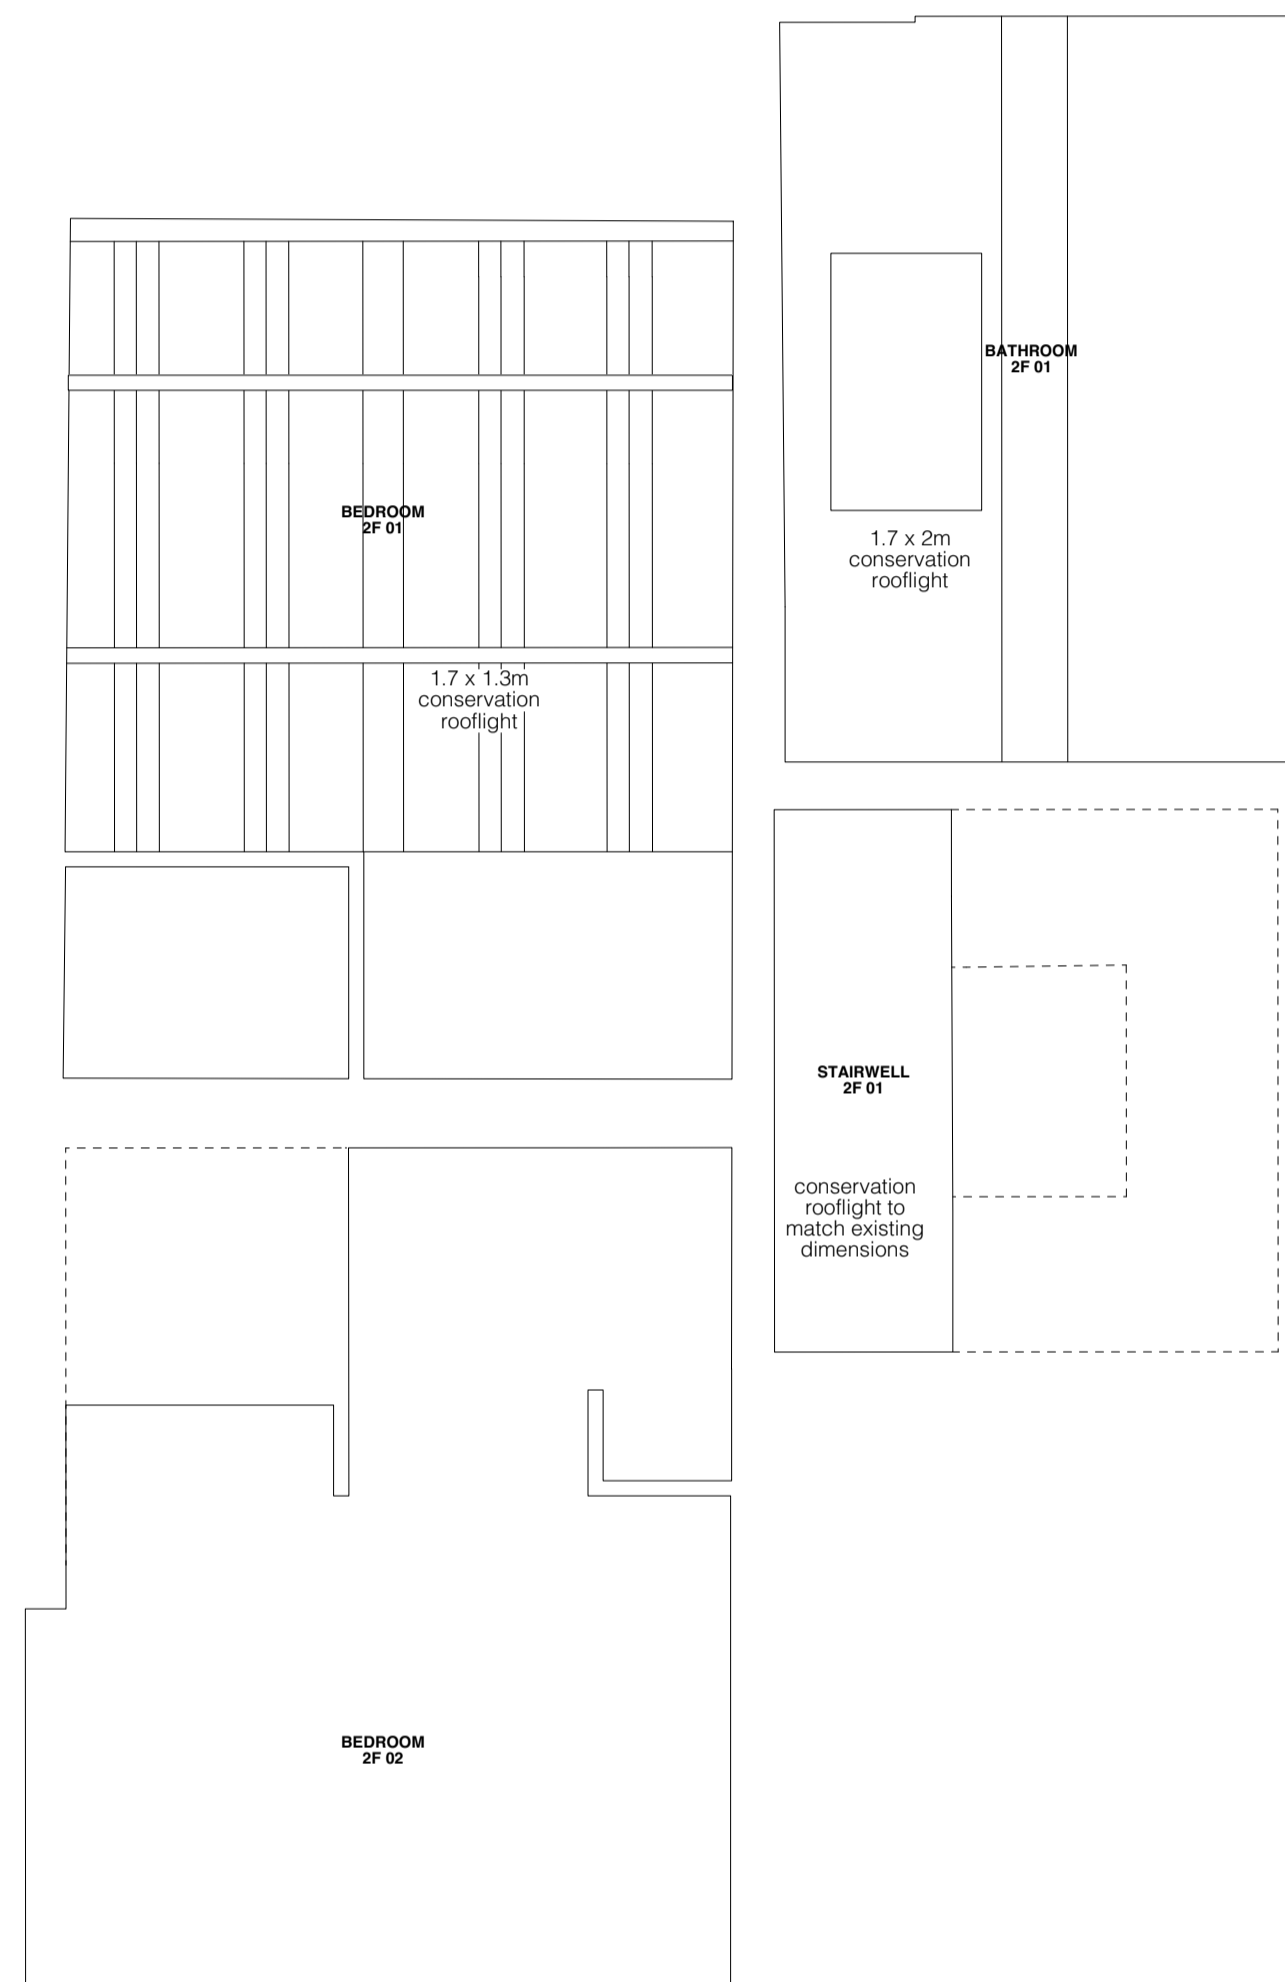 BATHROOM
2F 01
BEDROOM
2F 01
1.7 x 2m
conservation
rooflight
1.7 x 1.3m
conservation
rooflight
STAIRWELL
2F 01
conservation
rooflight to
match existing
dimensions
BEDROOM
2F 02